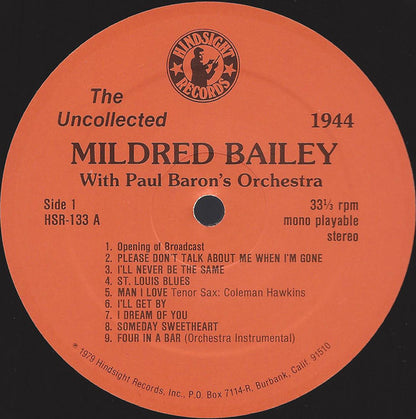 HINDSIGHT
RECORDS
The
Uncollected
1944
MILDRED BAILEY
With Paul Baron's Orchestra
Side 1
HSR-133 A
33⅓ rpm
mono playable
stereo
1 Opening of Broadcast
2. PLEASE DON'T TALK ABOUT ME WHEN I'M GONE
3. I'LL NEVER BE THE SAME
4. ST. LOUIS BLUES
5. MAN I LOVE Tenor Sax: Coleman Hawkins
6. I'LL GET BY
7. I DREAM OF YOU
8. SOMEDAY SWEETHEART
9. FOUR IN A BAR (Orchestra Instrumental)
℗ 1979 Hindsight Records, Inc., P.O. Box 7114-R, Burbank, Calif. 91510